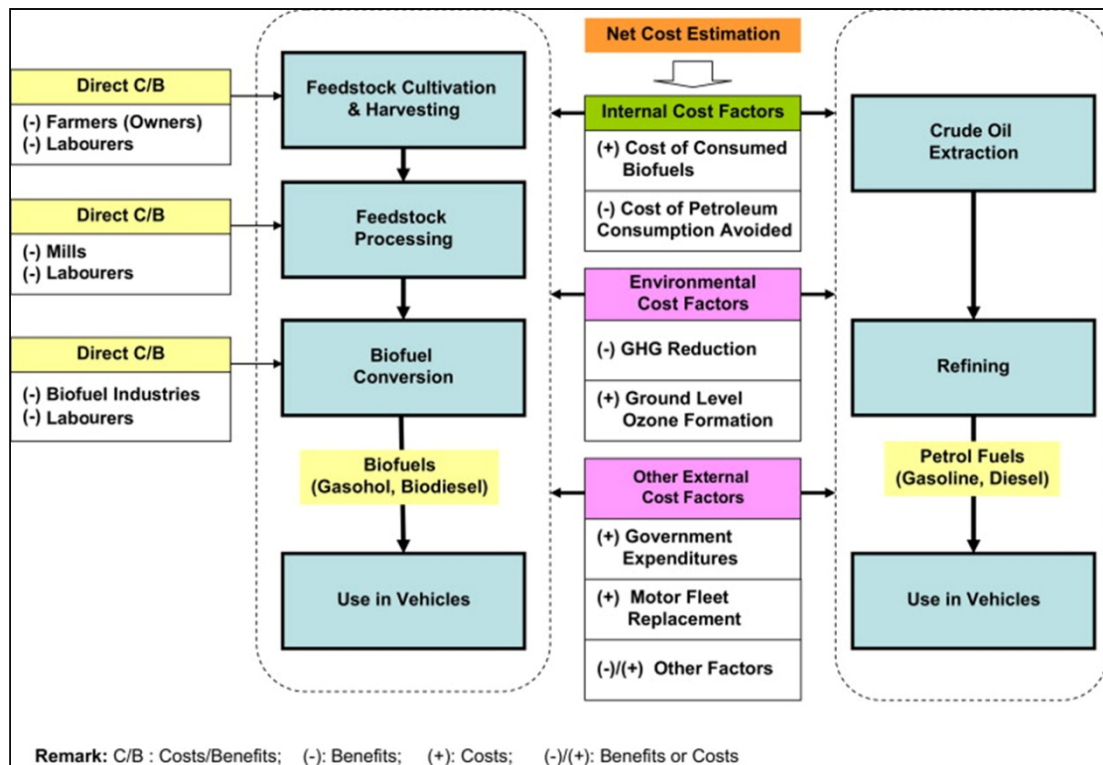 Net Cost Estimation
Direct C/B
(-) Farmers (Owners)
(-) Labourers
Direct C/B
(-) Mills
(-) Labourers
Direct C/B
(-) Biofuel Industries
(-) Labourers
Feedstock Cultivation
& Harvesting
Feedstock
Processing
Biofuel
Conversion
Biofuels
(Gasohol, Biodiesel)
Use in Vehicles
Internal Cost Factors
(+) Cost of Consumed
Biofuels
(-) Cost of Petroleum
Consumption Avoided
Environmental
Cost Factors
(-) GHG Reduction
(+) Ground Level
Ozone Formation
Other External
Cost Factors
(+) Government
Expenditures
(+) Motor Fleet
Replacement
(-)/(+) Other Factors
Crude Oil
Extraction
Refining
Petrol Fuels
(Gasoline, Diesel)
Use in Vehicles
Remark: C/B : Costs/Benefits; (-): Benefits; (+): Costs; (-)/(+): Benefits or Costs